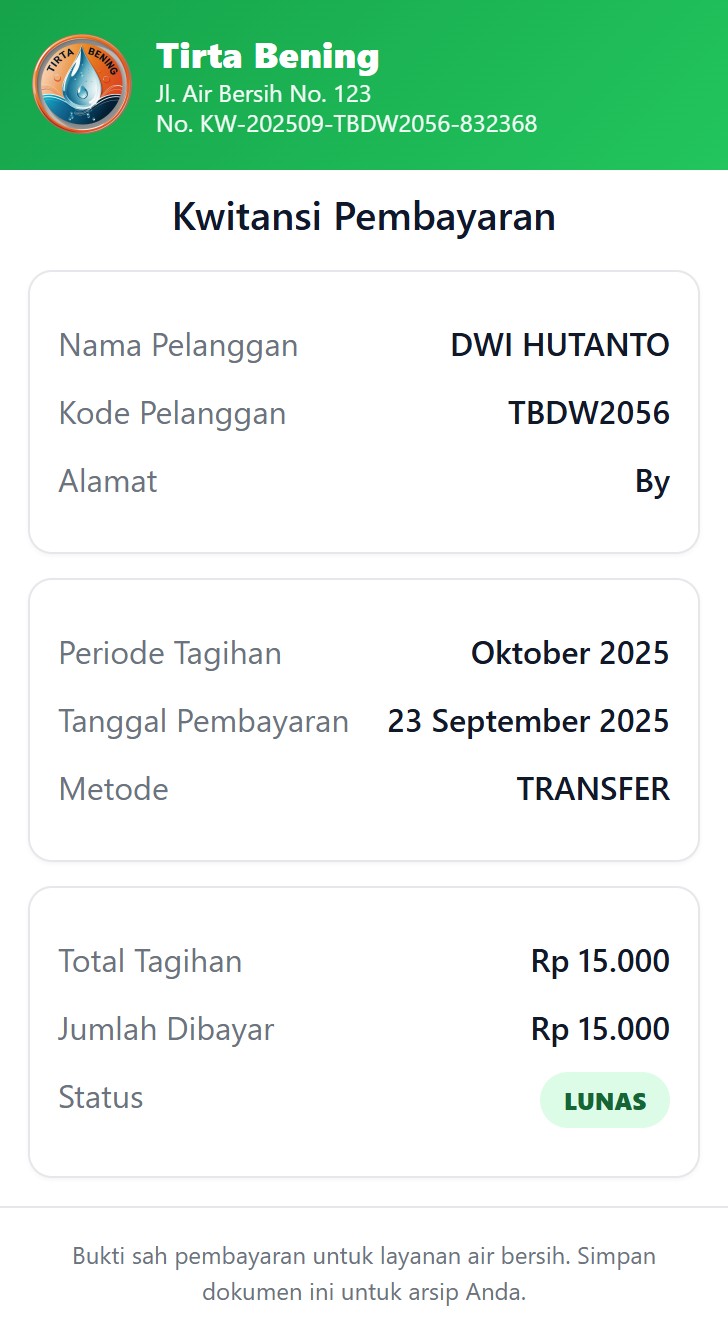 TIRTA BENING
Tirta Bening
Jl. Air Bersih No. 123
No. KW-202509-TBDW2056-832368
Kwitansi Pembayaran
Nama Pelanggan DWI HUTANTO
Kode Pelanggan TBDW2056
Alamat By
Periode Tagihan Oktober 2025
Tanggal Pembayaran 23 September 2025
Metode TRANSFER
Total Tagihan Rp 15.000
Jumlah Dibayar Rp 15.000
Status LUNAS
Bukti sah pembayaran untuk layanan air bersih. Simpan
dokumen ini untuk arsip Anda.